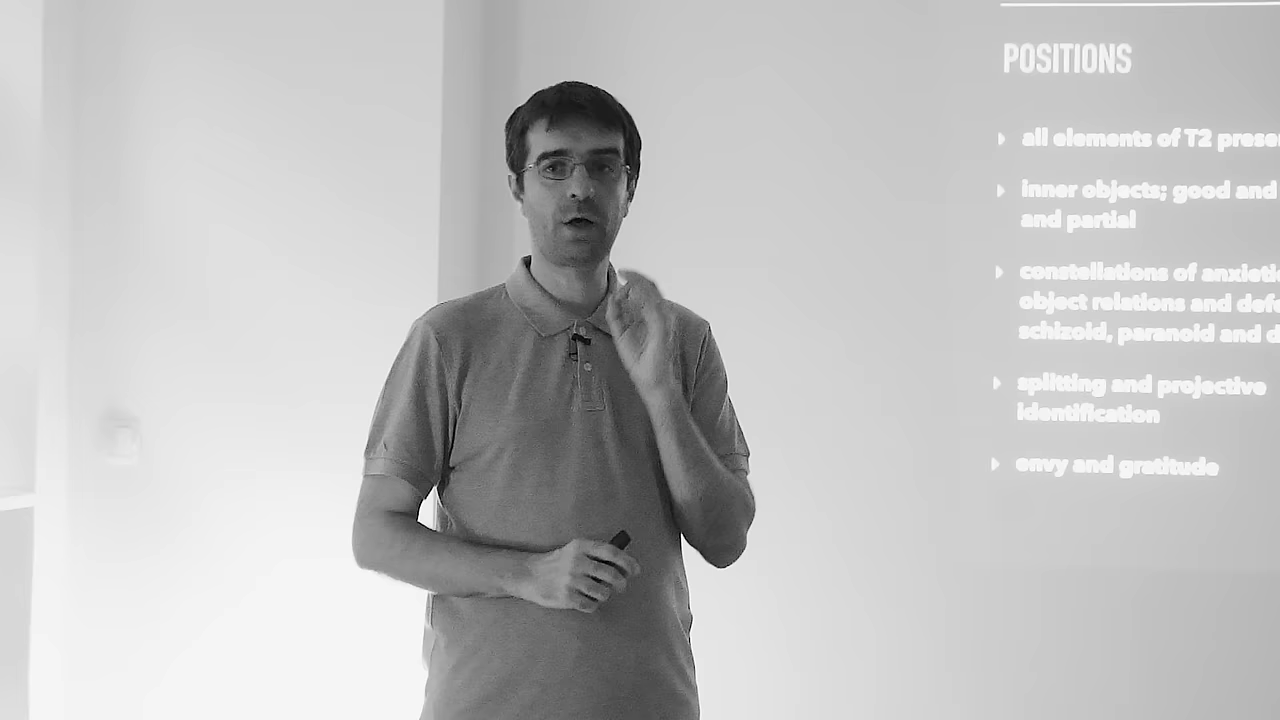 POSITIONS
all elements of T2
inner objects; good and
and partial
constellations of
object relations and
schizoid, paranoid and
splitting and projective
identification
envy and gratitude